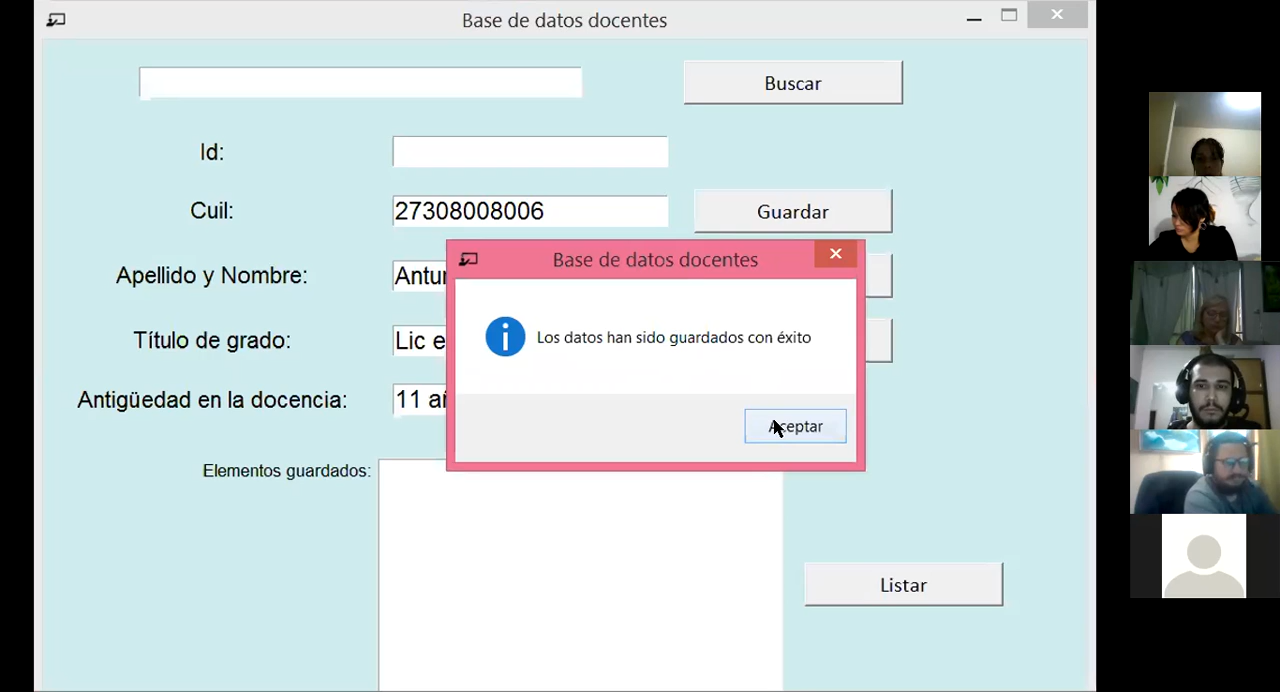 Base de datos docentes
Buscar
Id:
Cuil:
27308008006
Guardar
Apellido y Nombre:
Base de datos docentes
Los datos han sido guardados con éxito
Aceptar
Título de grado:
Lic
Antigüedad en la docencia:
11
Elementos guardados:
Listar